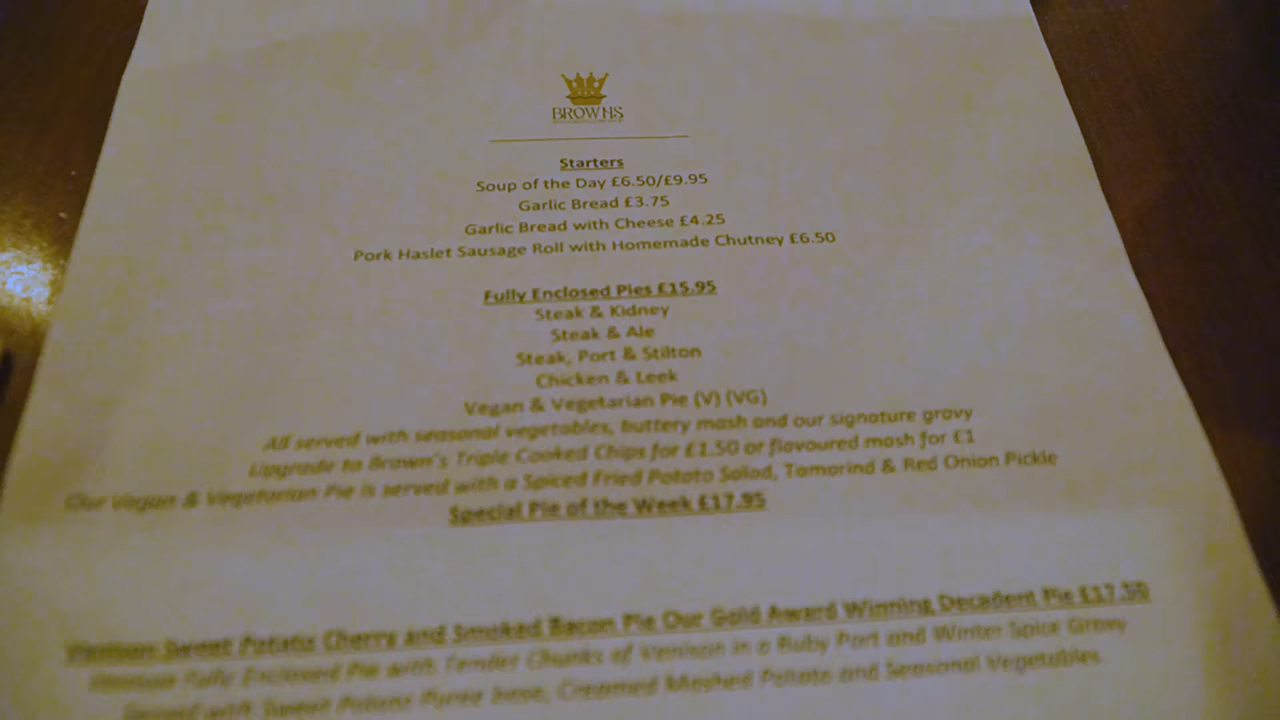 BROWNS
Starters
Soup of the Day £6.50/£9.95
Garlic Bread £3.75
Garlic Bread with Cheese £4.25
Pork Haslet Sausage Roll with Homemade Chutney £6.50
Fully Enclosed Pies £15.95
Steak & Kidney
Steak & Ale
Steak, Port & Stilton
Chicken & Leek
Vegan & Vegetarian Pie (V) (VG)
All served with seasonal vegetables, buttery mash and our signature gravy
Upgrade to Brown's Triple Cooked Chips for £1.50 or flavoured mash for £1
Our Vegan & Vegetarian Pie is served with a Spiced Fried Potato Salad, Tamarind & Red Onion Pickle
Special Pie of the Week £17.95
Venison Sweet Potato Cherry and Smoked Bacon Pie Our Gold Award Winning Decadent Pie £17.50
Fully Enclosed Pie with Tender Chunks of Venison in a Ruby Port and Winter Spice Gravy
Served with Sweet Potato Puree base, Creamed Mashed Potato and Seasonal Vegetables